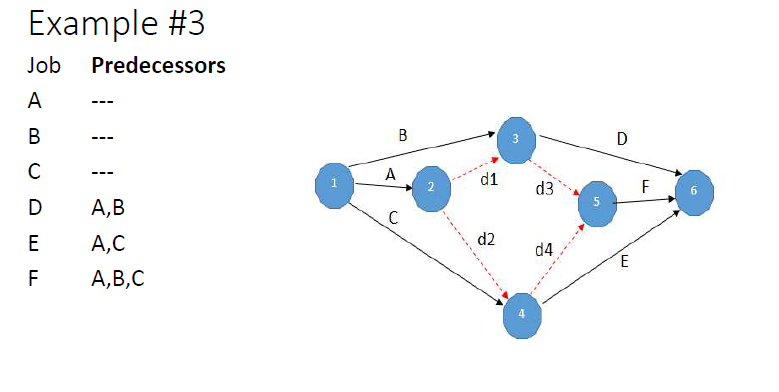 Example #3
Job Predecessors
A ---
B ---
C ---
D A,B
E A,C
F A,B,C
B
3
D
1
A
2
d1
d3
5
F
6
C
d2
d4
E
4